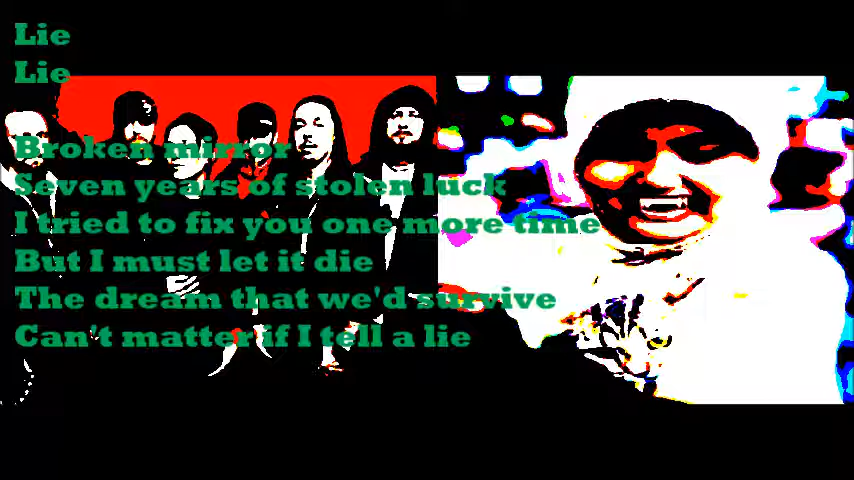 Lie
Lie
Broken mirror
Seven years of stolen luck
I tried to fix you one more time
But I must let it die
The dream that we'd survive
Can't matter if I tell a lie